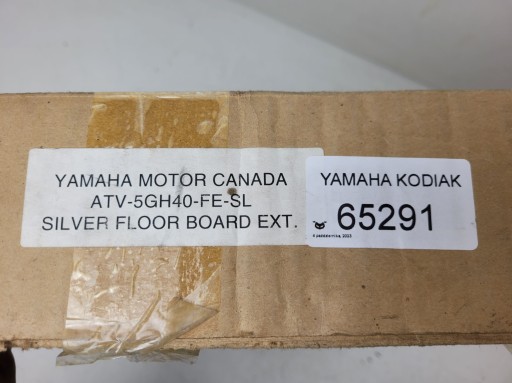 YAMAHA MOTOR CANADA
ATV-5GH40-FE-SL
SILVER FLOOR BOARD EXT.
YAMAHA KODIAK
65291